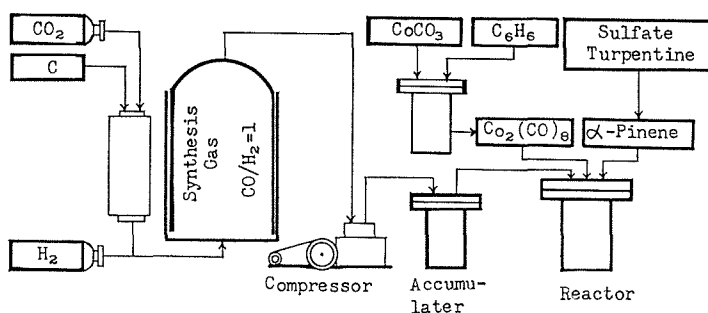 CO₂
C
H₂
Synthesis
Gas
CO/H₂=1
Compressor
CoCO₃
C₆H₆
Sulfate
Turpentine
Co₂(CO)₈
α-Pinene
Accumu-
later
Reactor